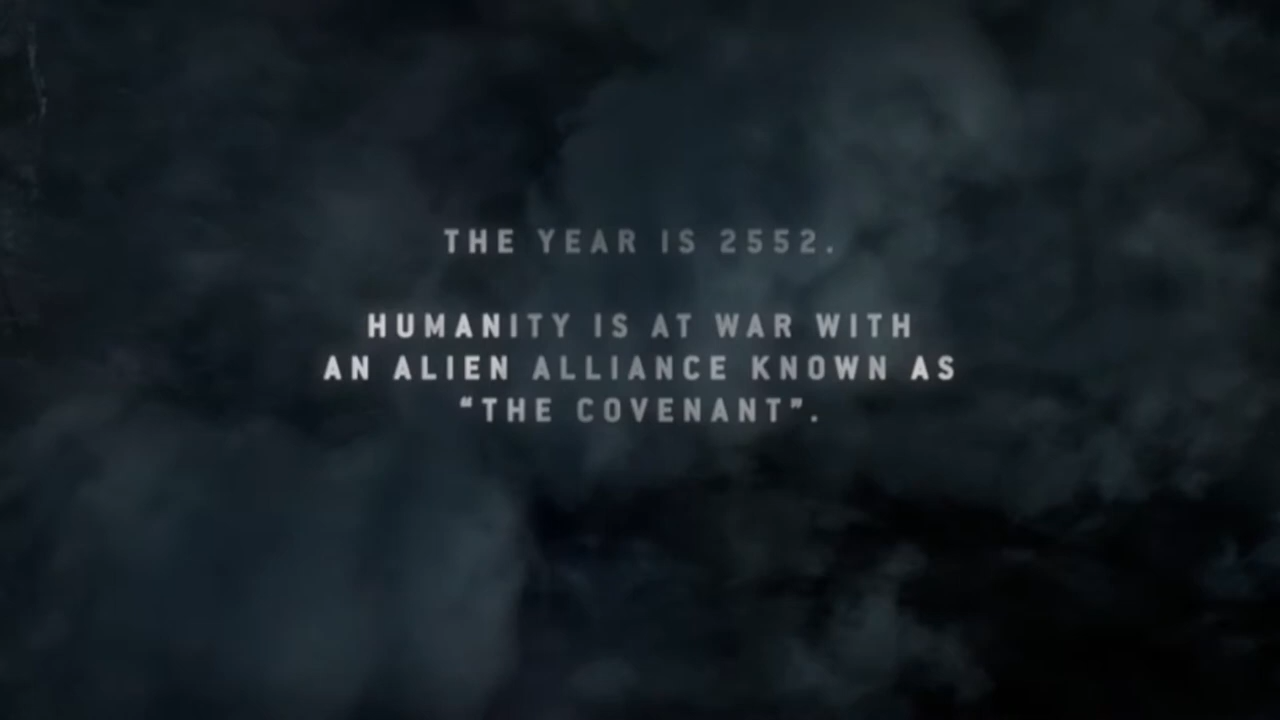 THE YEAR IS 2552.
HUMANITY IS AT WAR WITH
AN ALIEN ALLIANCE KNOWN AS
“THE COVENANT”.